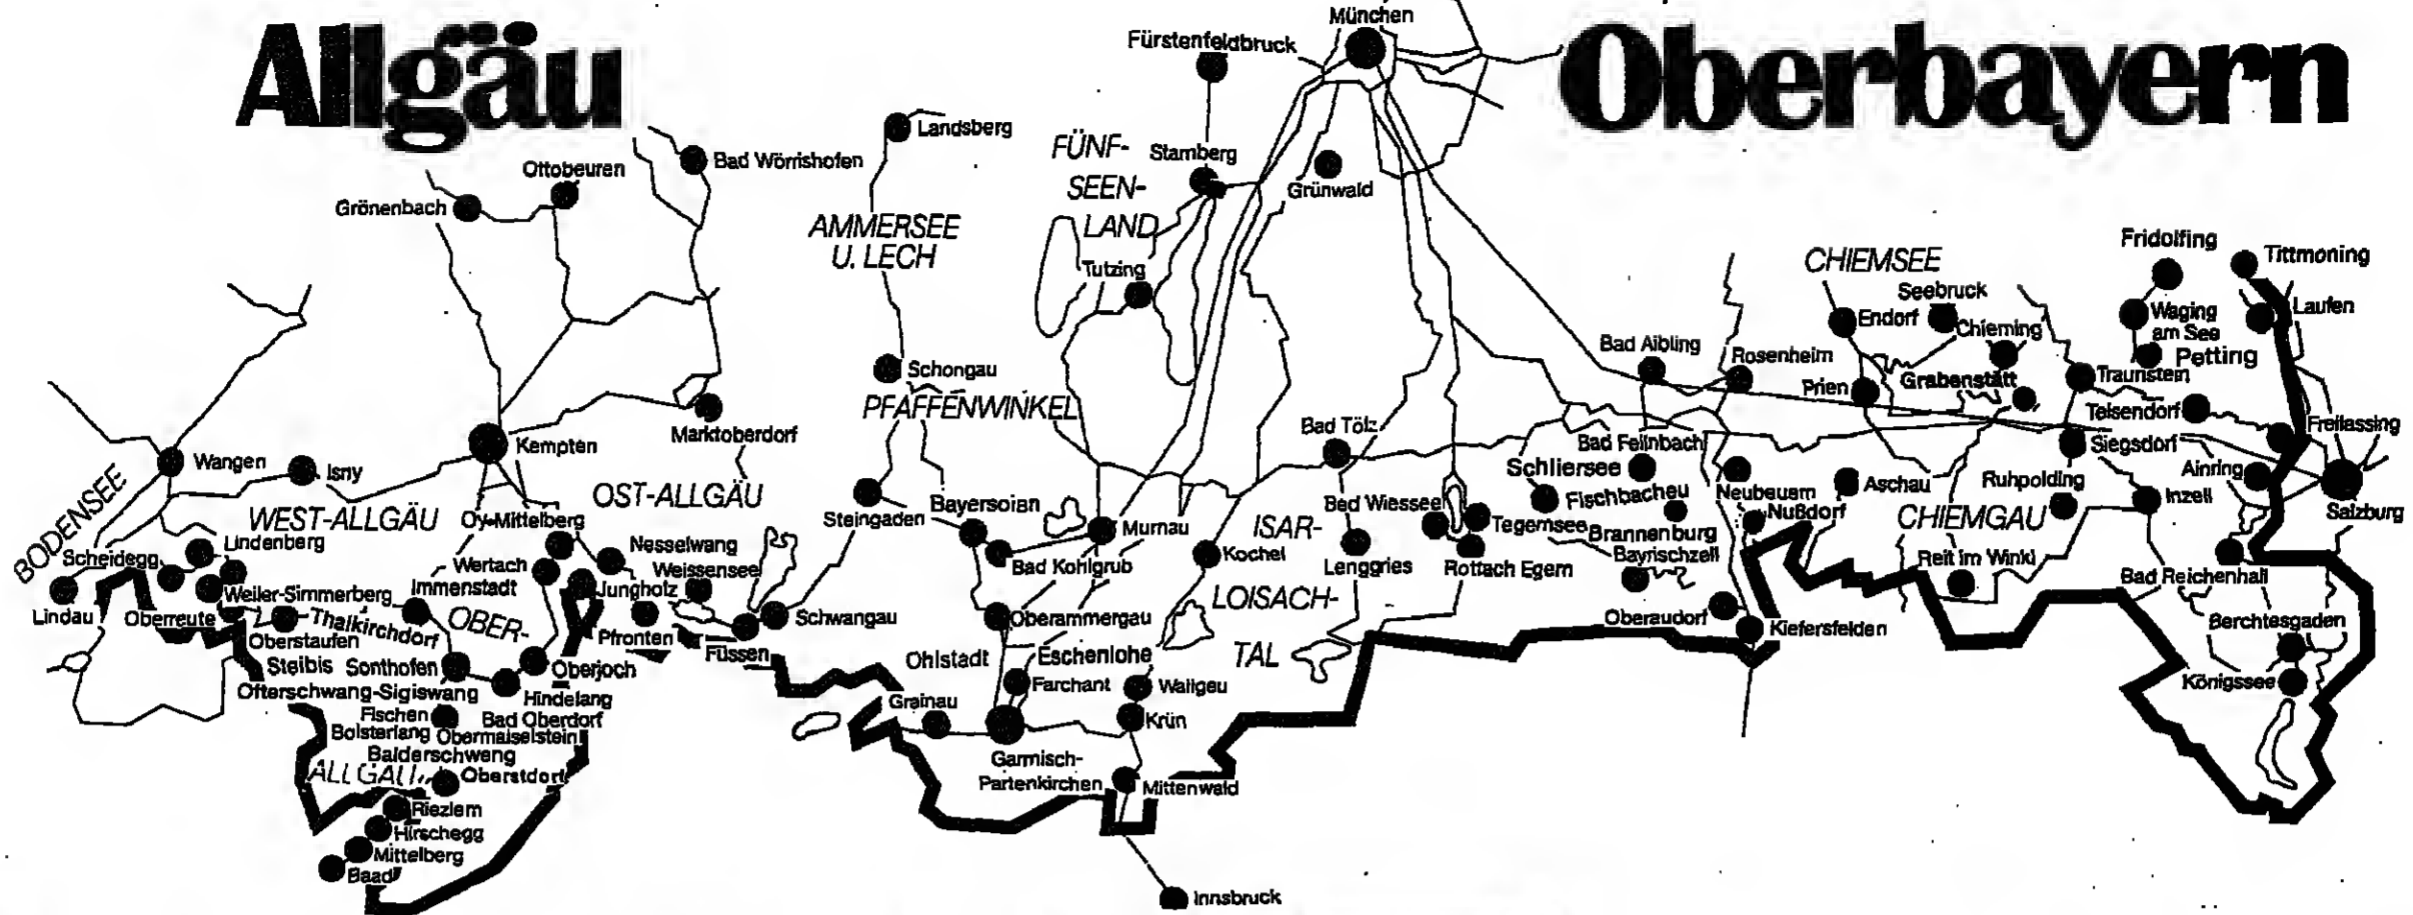 Allgäu
Oberbayern
München
Fürstenfeldbruck
Landsberg
FÜNF-
SEEN-
LAND
Starnberg
Grünwald
Bad Wörrishofen
Ottobeuren
Grönenbach
AMMERSEE
U. LECH
Tutzing
CHIEMSEE
Seebruck
Endorf
Chieming
Fridolfing
Tittmoning
Waging
am See
Laufen
Petting
Schongau
PFAFFENWINKEL
Bad Aibling
Rosenheim
Prien
Grabenstätt
Traunstein
Teisendorf
Freilassing
Marktoberdorf
Kempten
Wangen
Isny
BODENSEE
WEST-ALLGÄU
OST-ALLGÄU
Oy-Mittelberg
Steingaden
Bayersoian
Murnau
Bad Kohlgrub
Bad Tölz
Bad Wiessee
ISAR-
LOISACH-
TAL
Kochel
Lenggries
Tegernsee
Rottach Egern
Schliersee
Bad Feilnbach
Fischbacheu
Brannenburg
Bayrischzell
Neubeuern
Nußdorf
Aschau
CHIEMGAU
Ruhpolding
Siegsdorf
Inzell
Ainring
Salzburg
Reit im Winkl
Bad Reichenhall
Berchtesgaden
Königssee
Oberaudorf
Kiefersfelden
Scheidegg
Lindenberg
Lindau
Oberreute
Weiler-Simmerberg
Immenstadt
Wertach
Nesselwang
Weissensee
Jungholz
Pfronten
Füssen
Schwangau
Thalkirchdorf
Oberstaufen
OBER-
Steibis
Sonthofen
Oberjoch
Ofterschwang-Sigiswang
Hindelang
Fischen
Bad Oberdorf
Bolsterlang
Obermaiselstein
Balderschweng
ALLGÄU
Oberstdorf
Riezlern
Hirschegg
Mittelberg
Baad
Oberammergau
Ohlstadt
Eschenlohe
Farchant
Wallgau
Grainau
Krün
Garmisch-
Partenkirchen
Mittenwald
Innsbruck